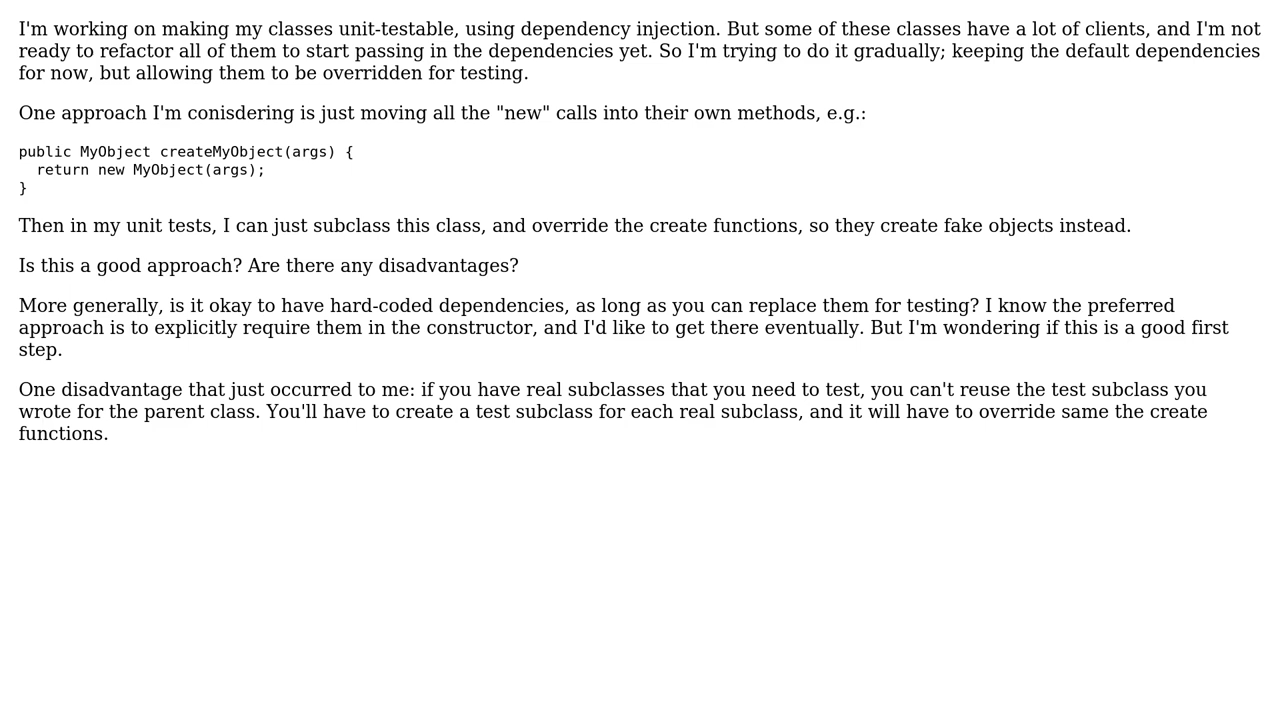 I'm working on making my classes unit-testable, using dependency injection. But some of these classes have a lot of clients, and I'm not
ready to refactor all of them to start passing in the dependencies yet. So I'm trying to do it gradually; keeping the default dependencies
for now, but allowing them to be overridden for testing.
One approach I'm conisdering is just moving all the "new" calls into their own methods, e.g.:
public MyObject createMyObject(args) {
  return new MyObject(args);
}
Then in my unit tests, I can just subclass this class, and override the create functions, so they create fake objects instead.
Is this a good approach? Are there any disadvantages?
More generally, is it okay to have hard-coded dependencies, as long as you can replace them for testing? I know the preferred
approach is to explicitly require them in the constructor, and I'd like to get there eventually. But I'm wondering if this is a good first
step.
One disadvantage that just occurred to me: if you have real subclasses that you need to test, you can't reuse the test subclass you
wrote for the parent class. You'll have to create a test subclass for each real subclass, and it will have to override same the create
functions.